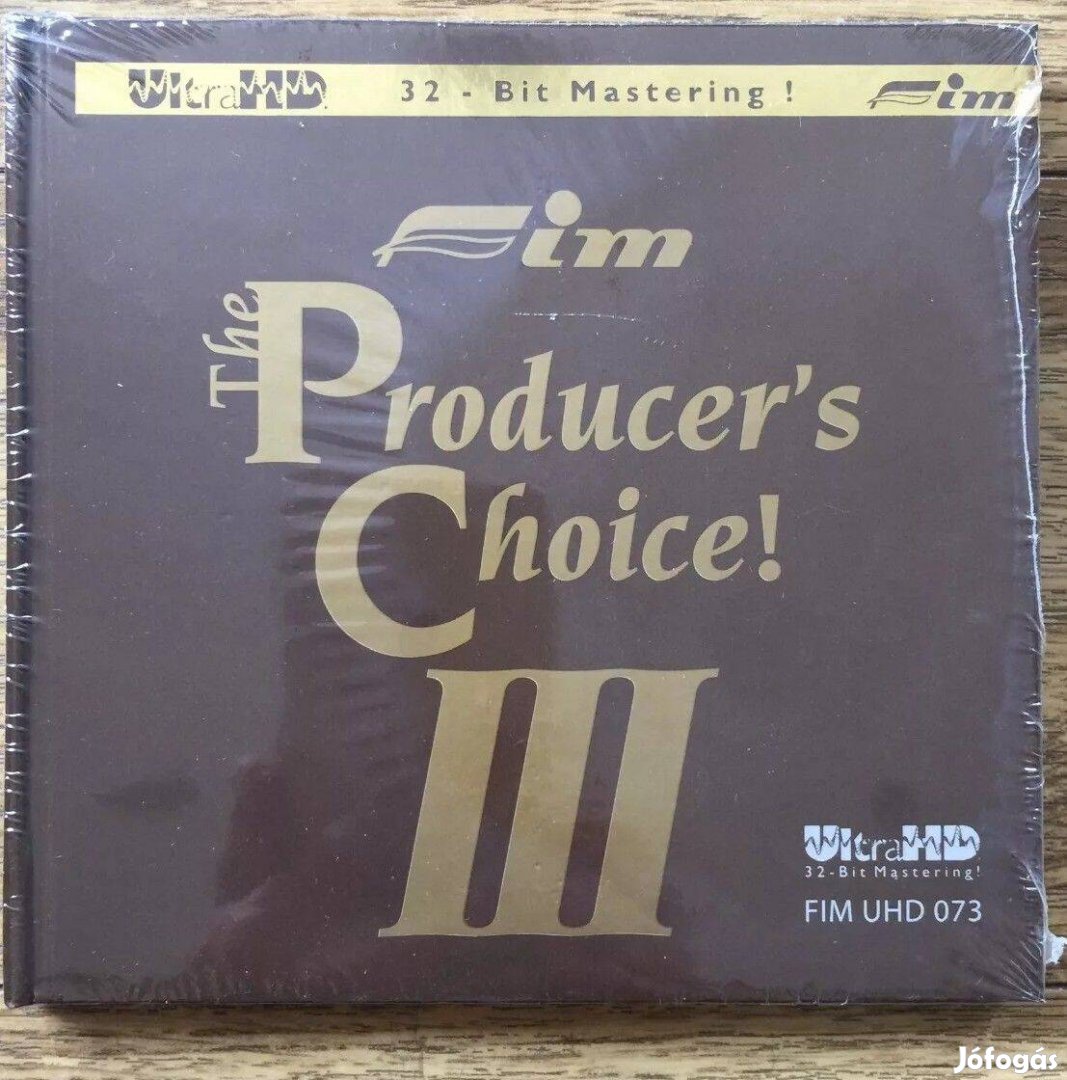 UltraHD 32 - Bit Mastering ! Fim
Fim
The Producer's
Choice!
III
UltraHD
32-Bit Mastering!
FIM UHD 073
Jófogás